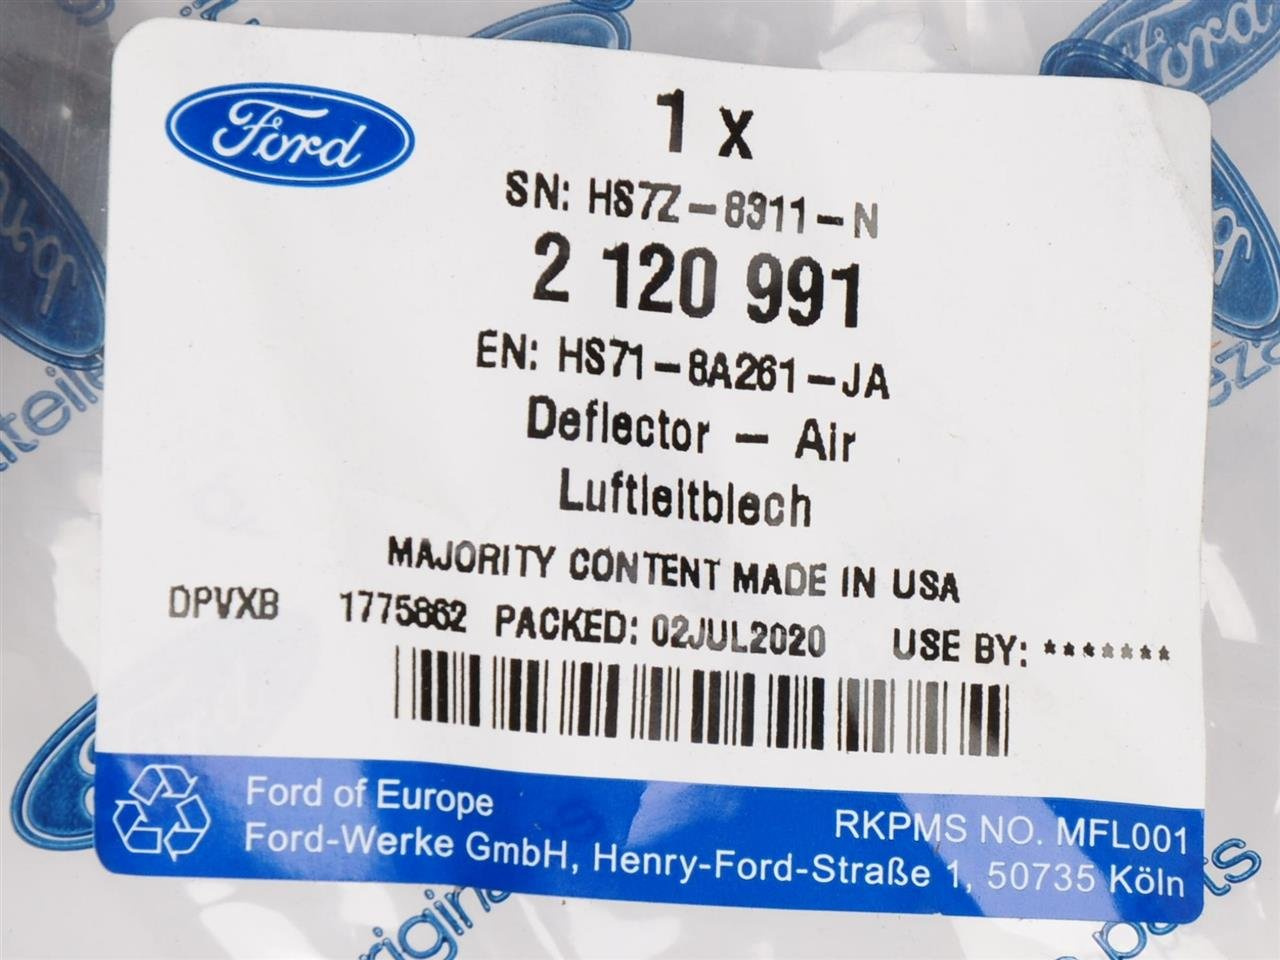 Ford
1 x
SN: HS7Z-8311-N
2 120 991
EN: HS71-8A261-JA
Deflector - Air
Luftleitblech
MAJORITY CONTENT MADE IN USA
DPVXB 1775862 PACKED: 02JUL2020 USE BY: *******
Ford of Europe
Ford-Werke GmbH, Henry-Ford-Straße 1, 50735 Köln
RKPMS NO. MFL001
Ford